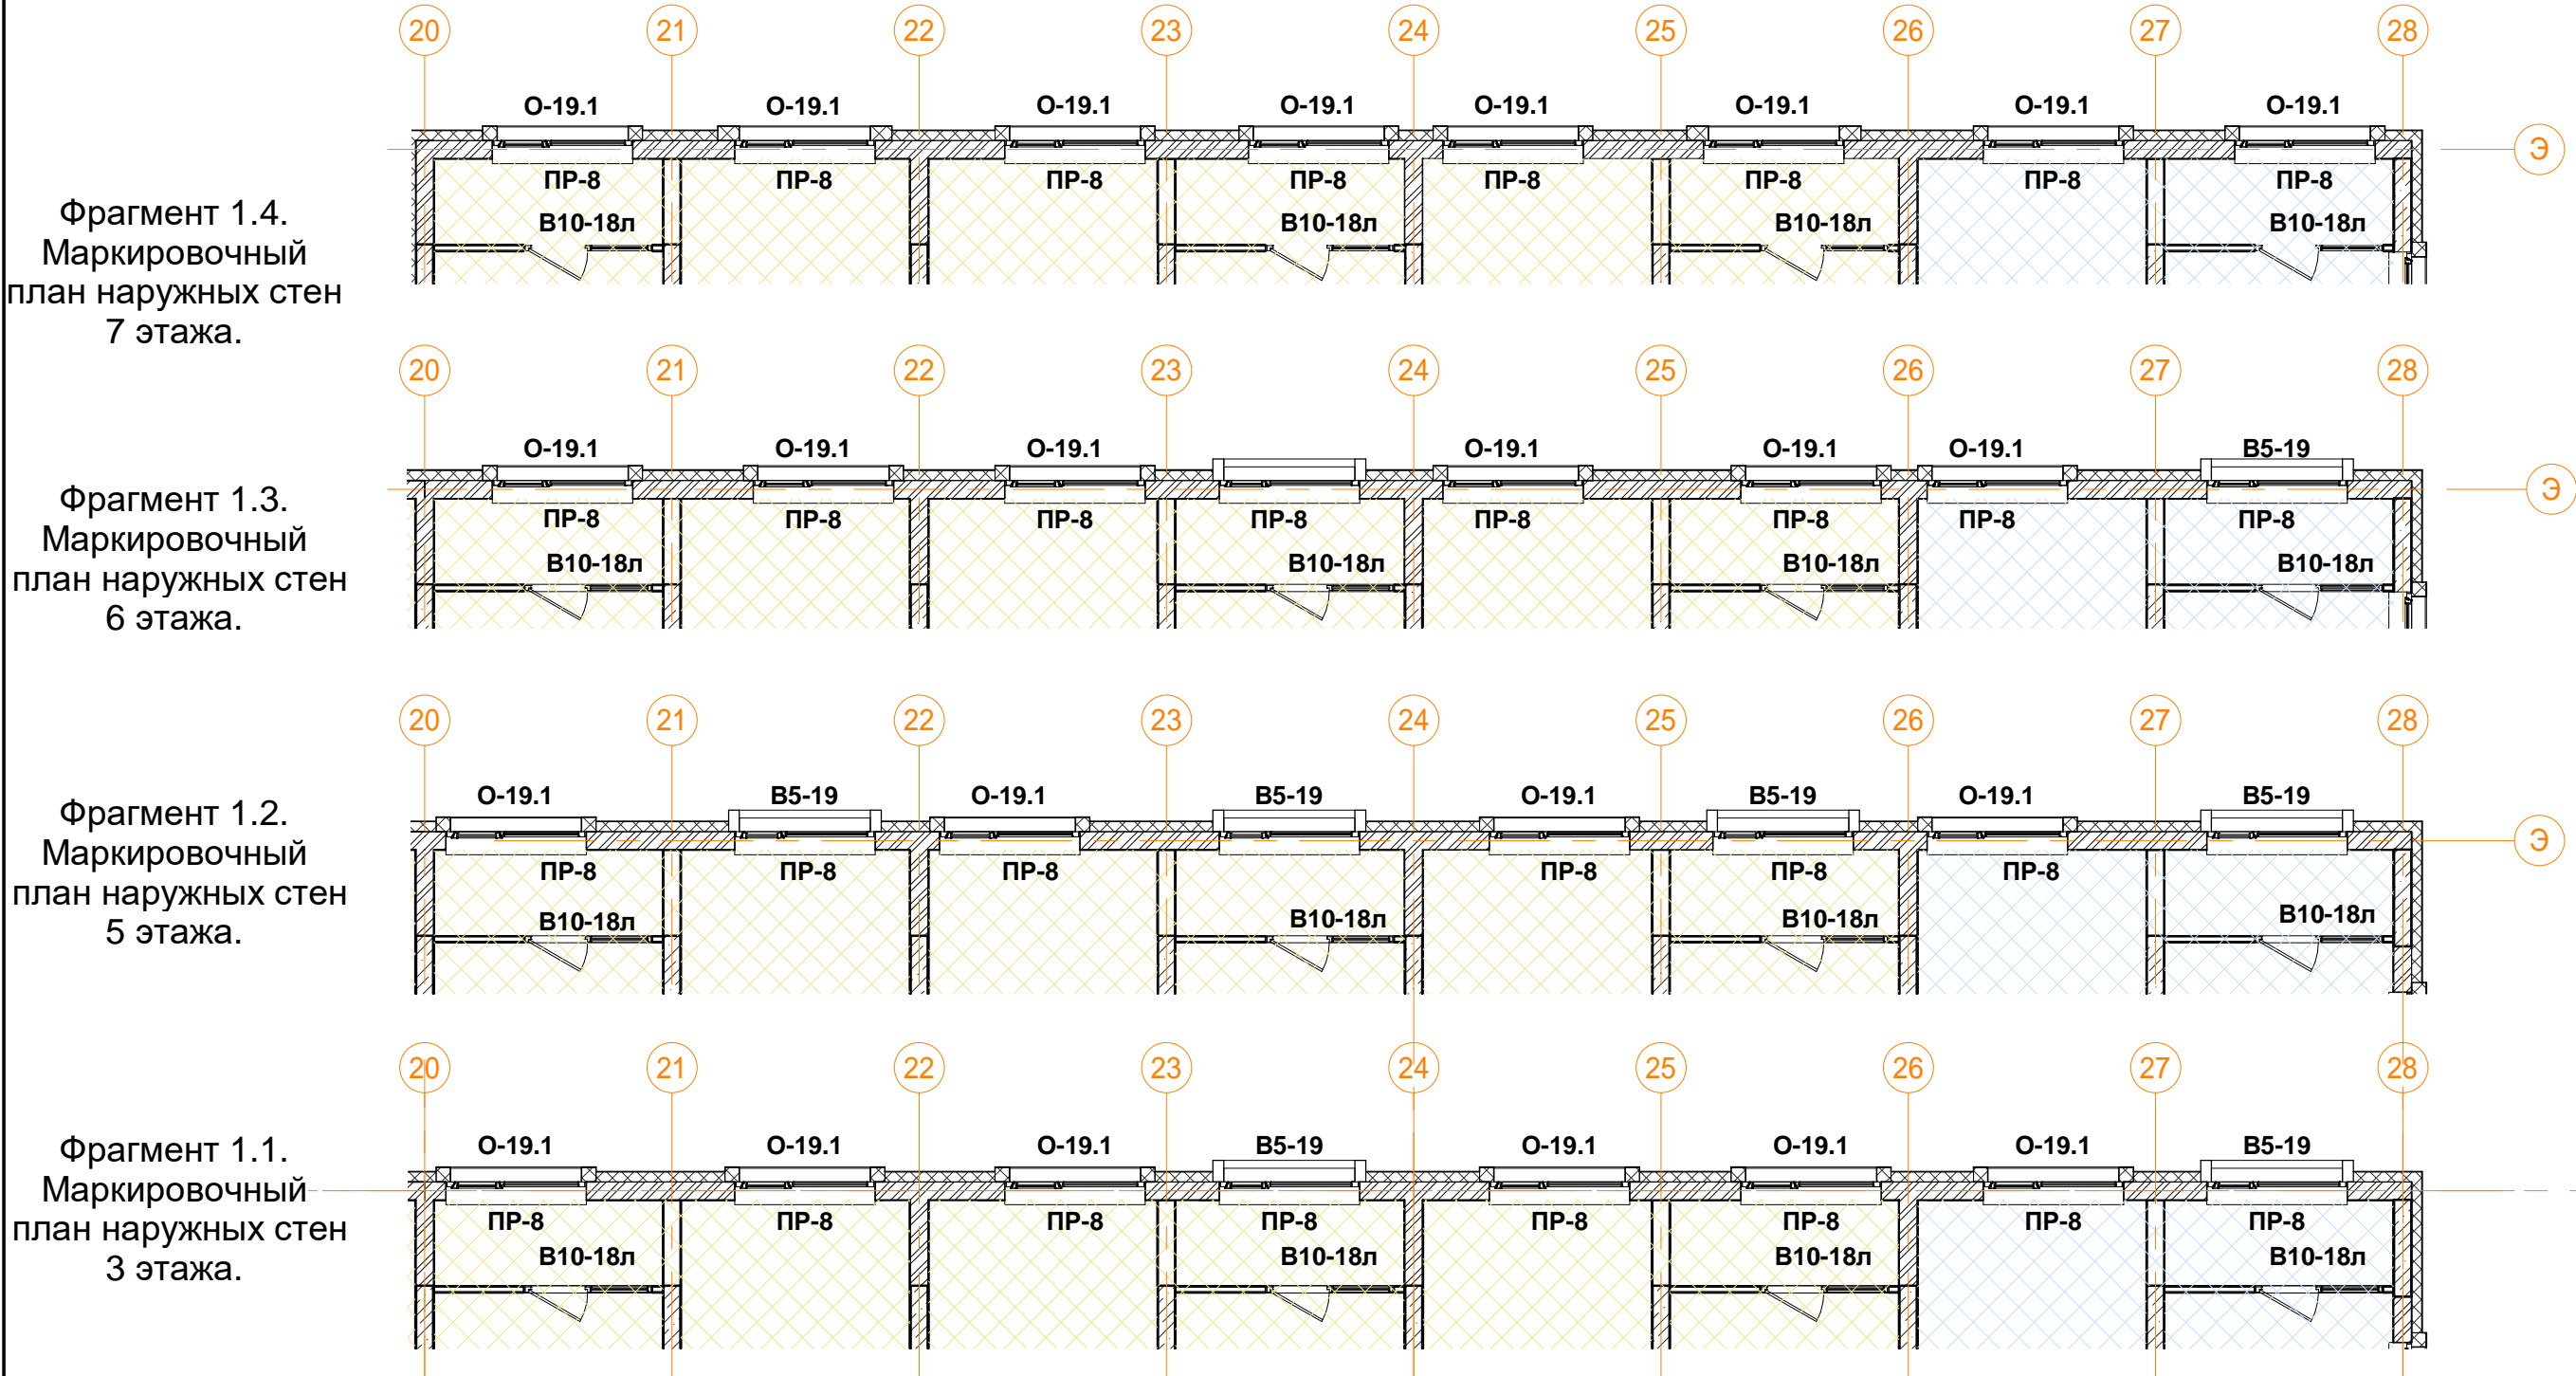 20 21 22 23 24 25 26 27 28
О-19.1 О-19.1 О-19.1 О-19.1 О-19.1 О-19.1 О-19.1 О-19.1
Э
ПР-8 ПР-8 ПР-8 ПР-8 ПР-8 ПР-8 ПР-8 ПР-8
В10-18л В10-18л В10-18л В10-18л
Фрагмент 1.4.
Маркировочный
план наружных стен
7 этажа.
20 21 22 23 24 25 26 27 28
О-19.1 О-19.1 О-19.1 О-19.1 О-19.1 О-19.1 В5-19
Э
ПР-8 ПР-8 ПР-8 ПР-8 ПР-8 ПР-8 ПР-8 ПР-8
В10-18л В10-18л В10-18л В10-18л
Фрагмент 1.3.
Маркировочный
план наружных стен
6 этажа.
20 21 22 23 24 25 26 27 28
О-19.1 В5-19 О-19.1 В5-19 О-19.1 В5-19 О-19.1 В5-19
Э
ПР-8 ПР-8 ПР-8 ПР-8 ПР-8 ПР-8
В10-18л В10-18л В10-18л В10-18л
Фрагмент 1.2.
Маркировочный
план наружных стен
5 этажа.
20 21 22 23 24 25 26 27 28
О-19.1 О-19.1 О-19.1 В5-19 О-19.1 О-19.1 О-19.1 В5-19
ПР-8 ПР-8 ПР-8 ПР-8 ПР-8 ПР-8 ПР-8 ПР-8
В10-18л В10-18л В10-18л В10-18л
Фрагмент 1.1.
Маркировочный
план наружных стен
3 этажа.